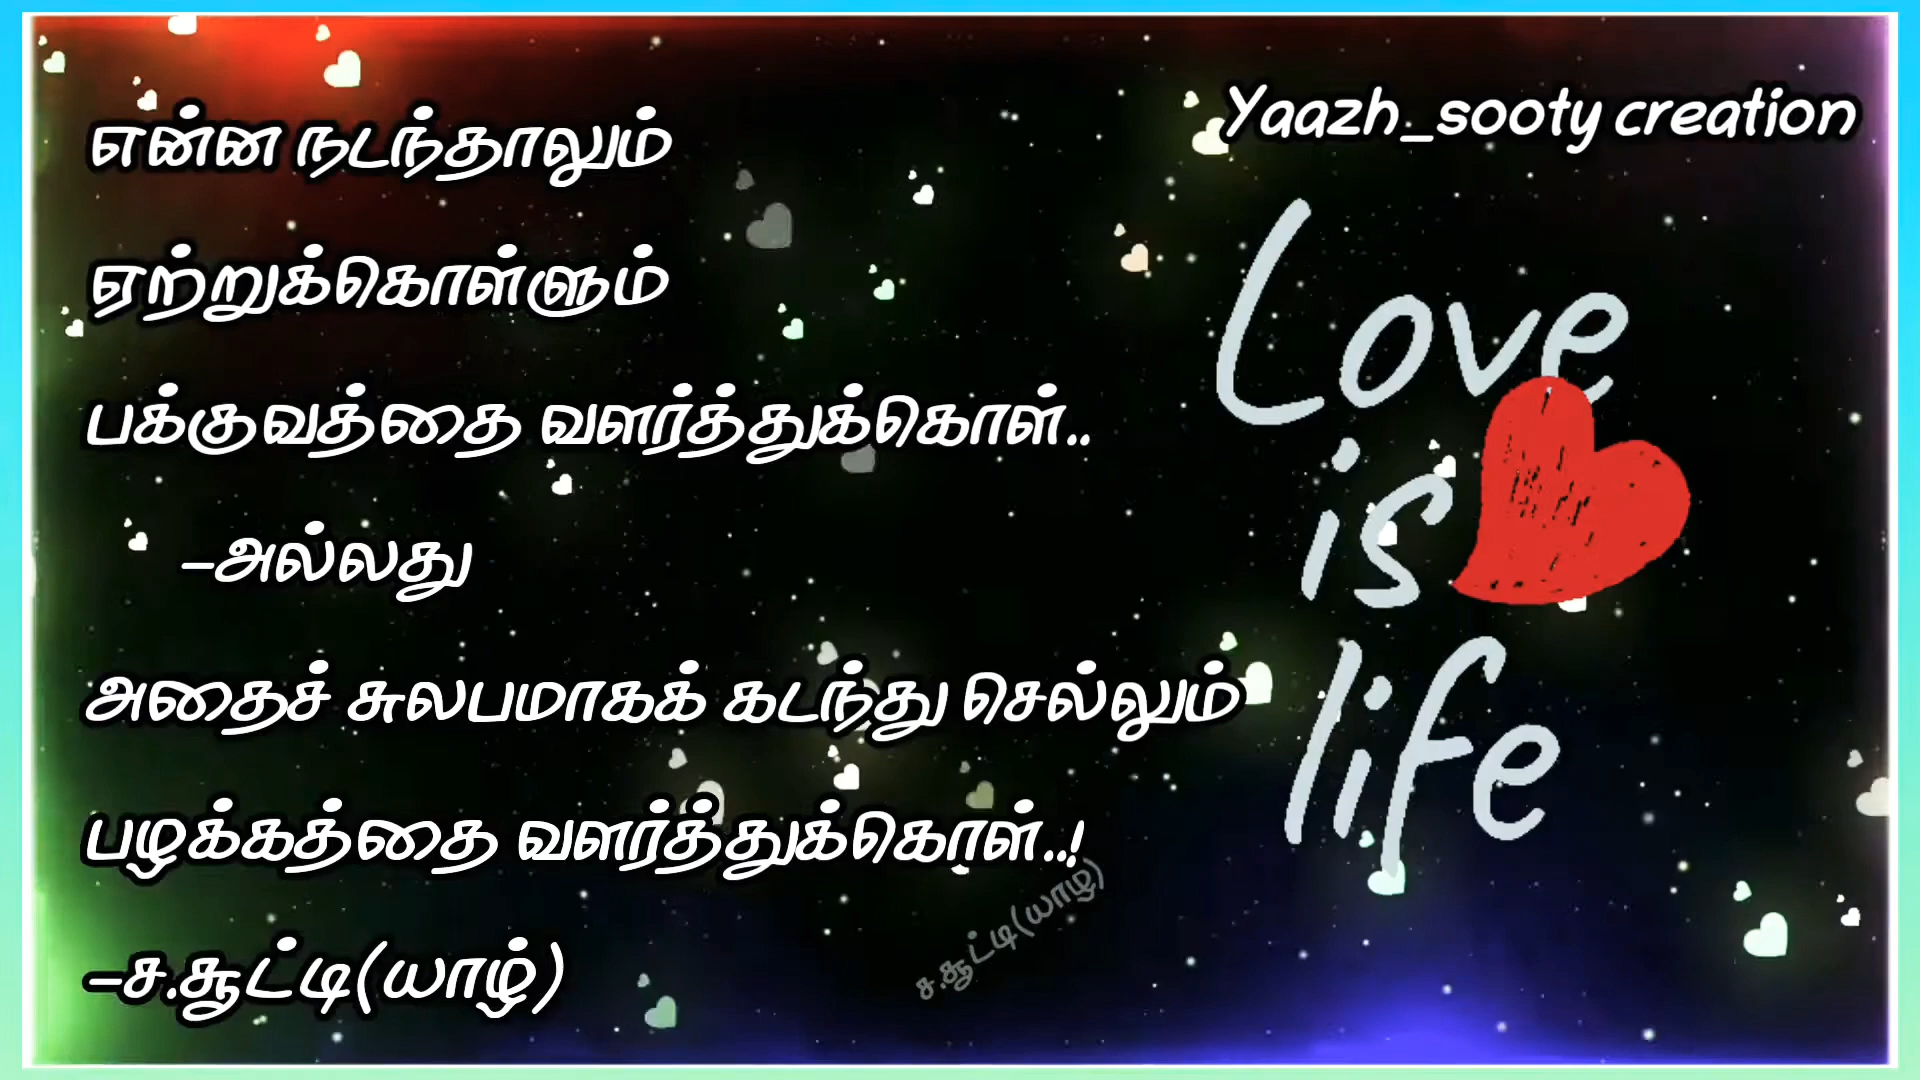 என்ன நடந்தாலும்
ஏற்றுக்கொள்ளும்
பக்குவத்தை வளர்த்துக்கொள்..
-அல்லது
அதைச் சுலபமாகக் கடந்து செல்லும்
பழக்கத்தை வளர்த்துக்கொள்..!
-ச.சூட்டி(யாழ்)
Yaazh_sooty creation
Love
is
life
ச.சூட்டி(யாழ்)